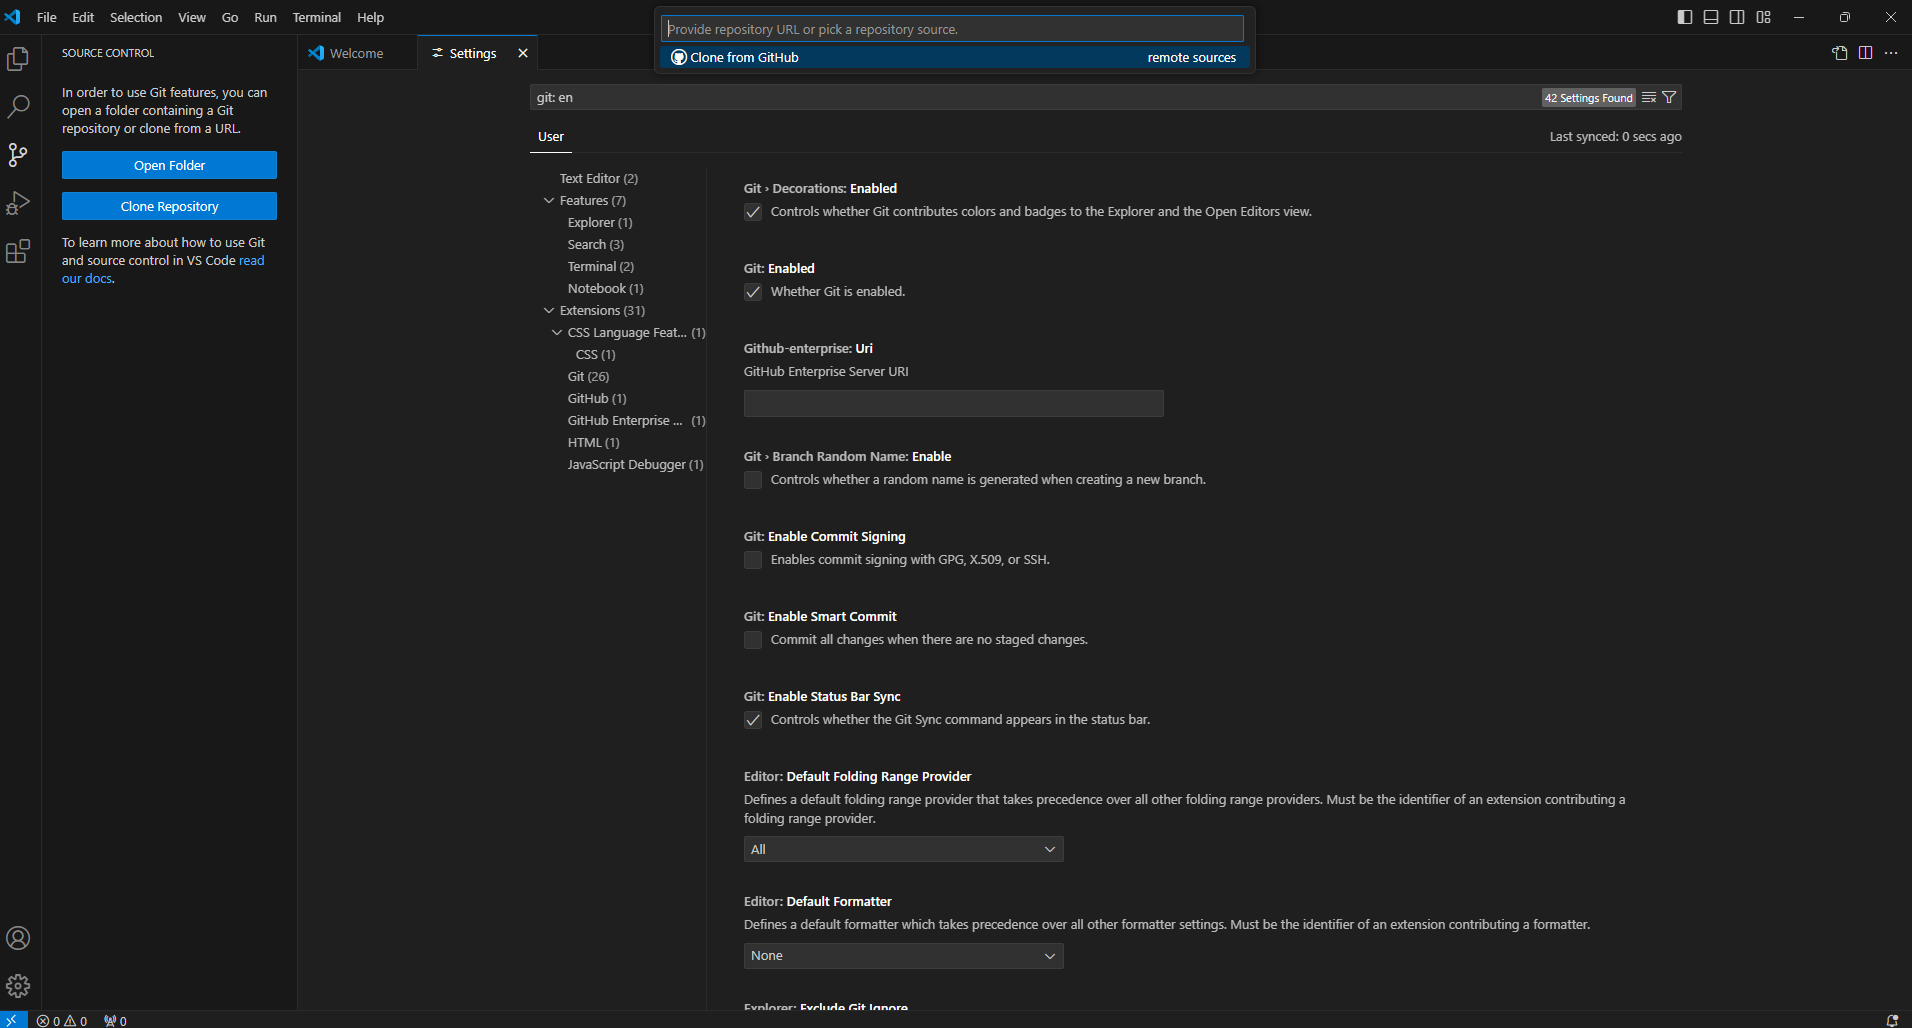 File Edit Selection View Go Run Terminal Help
Provide repository URL or pick a repository source.
Clone from GitHub remote sources
SOURCE CONTROL
Welcome
Settings
In order to use Git features, you can
open a folder containing a Git
repository or clone from a URL.
Open Folder
Clone Repository
To learn more about how to use Git
and source control in VS Code read
our docs.
git: en
42 Settings Found
User
Last synced: 0 secs ago
Text Editor (2)
Features (7)
Explorer (1)
Search (3)
Terminal (2)
Notebook (1)
Extensions (31)
CSS Language Feat... (1)
CSS (1)
Git (26)
GitHub (1)
GitHub Enterprise ... (1)
HTML (1)
JavaScript Debugger (1)
Git › Decorations: Enabled
Controls whether Git contributes colors and badges to the Explorer and the Open Editors view.
Git: Enabled
Whether Git is enabled.
Github-enterprise: Uri
GitHub Enterprise Server URI
Git › Branch Random Name: Enable
Controls whether a random name is generated when creating a new branch.
Git: Enable Commit Signing
Enables commit signing with GPG, X.509, or SSH.
Git: Enable Smart Commit
Commit all changes when there are no staged changes.
Git: Enable Status Bar Sync
Controls whether the Git Sync command appears in the status bar.
Editor: Default Folding Range Provider
Defines a default folding range provider that takes precedence over all other folding range providers. Must be the identifier of an extension contributing a
folding range provider.
All
Editor: Default Formatter
Defines a default formatter which takes precedence over all other formatter settings. Must be the identifier of an extension contributing a formatter.
None
Explorer: Exclude Git Ignore
0 0 0